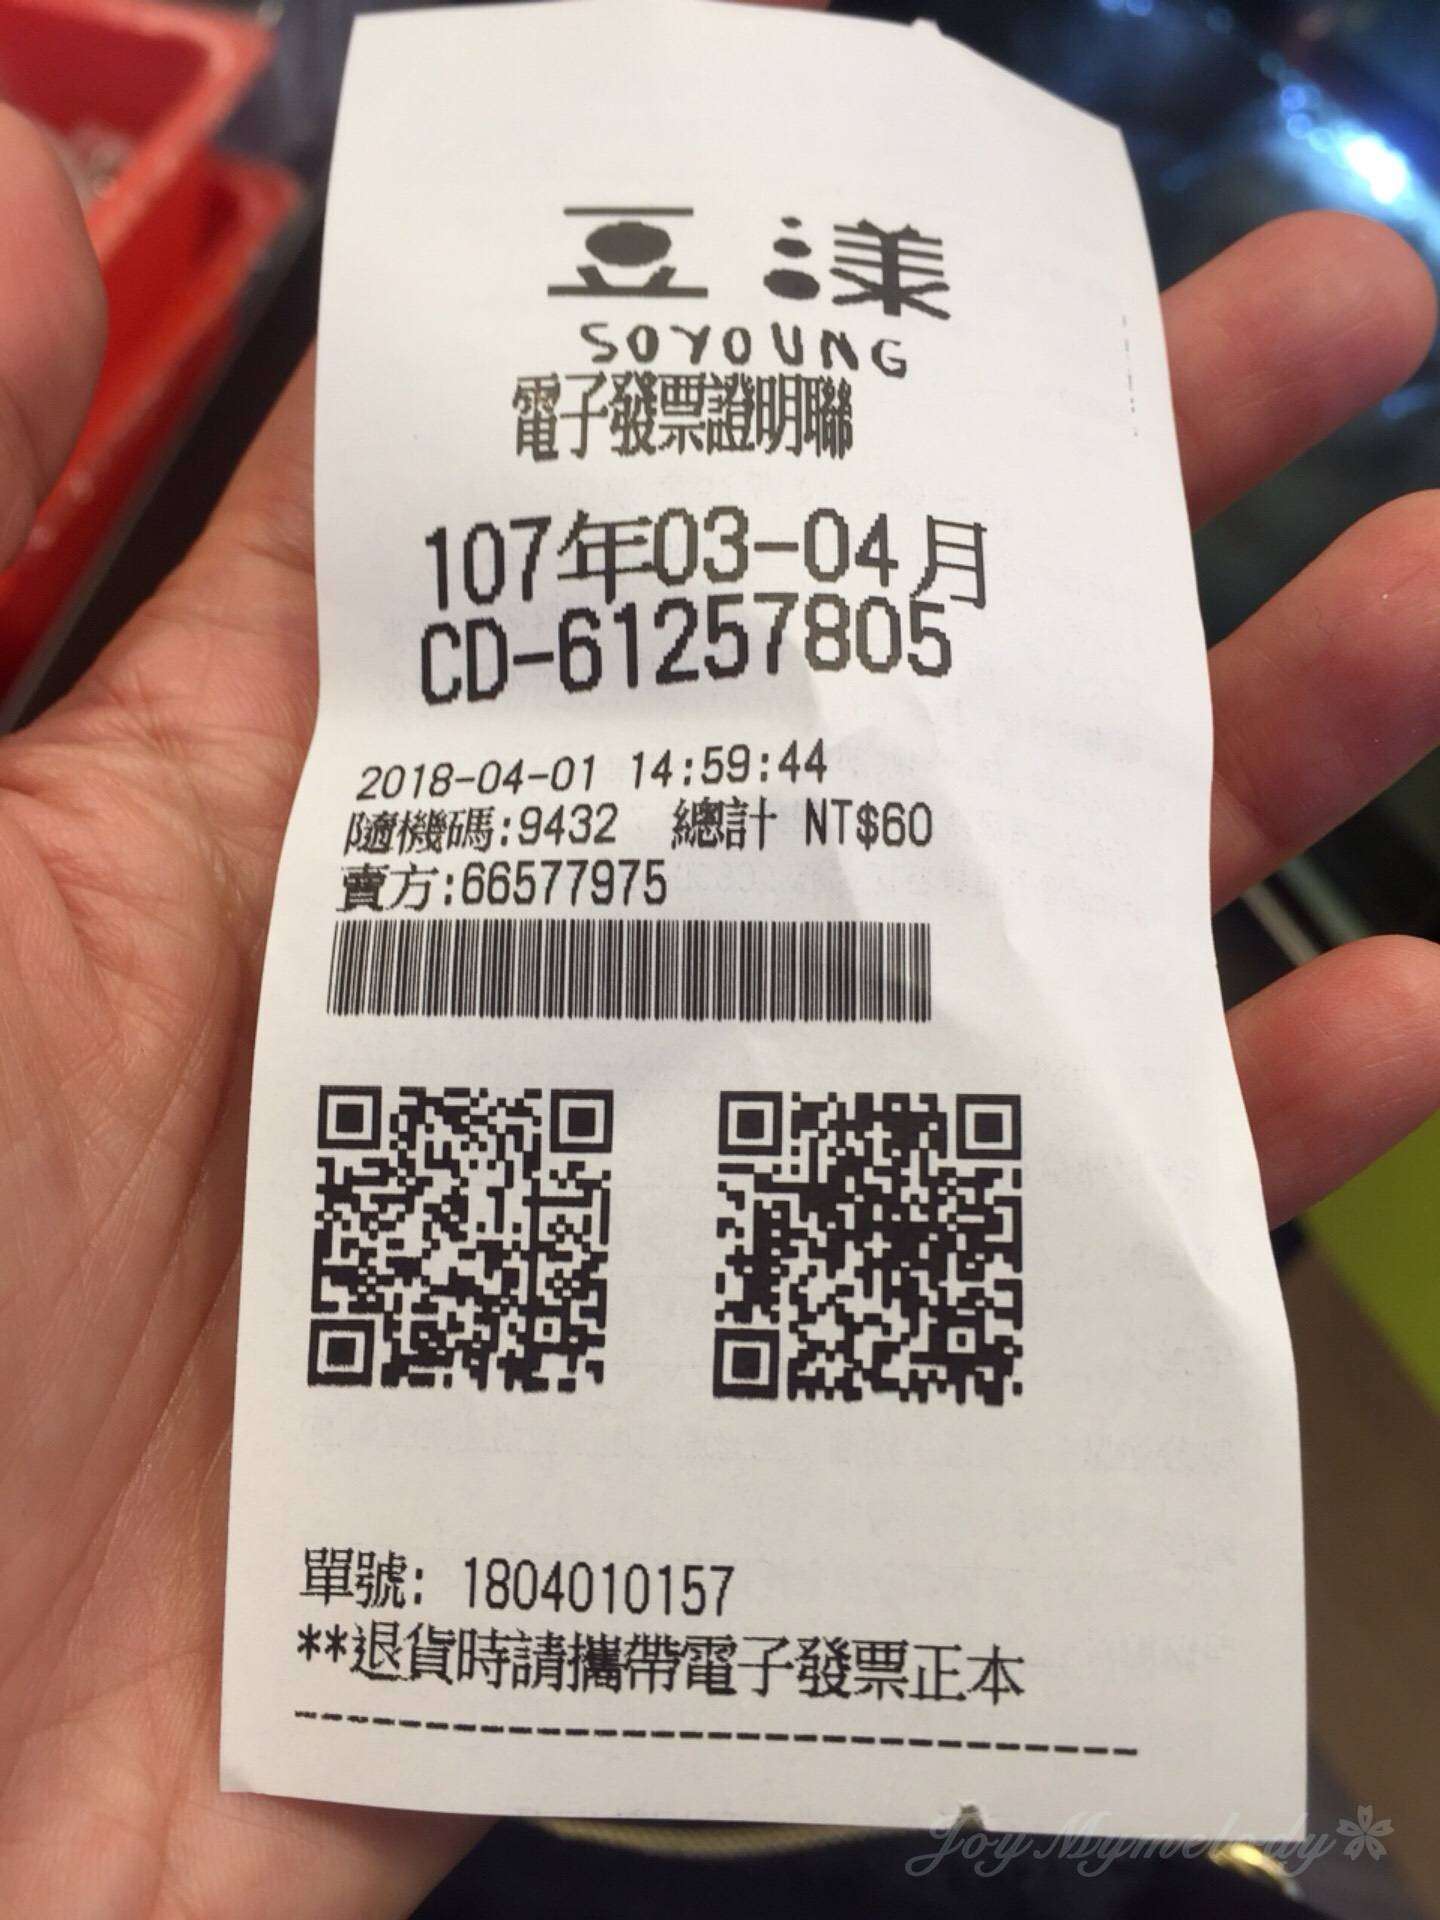 豆漾
SOYOUNG
電子發票證明聯
107年03-04月
CD-61257805
2018-04-01 14:59:44
隨機碼:9432 總計 NT$60
賣方:66577975
單號: 1804010157
**退貨時請攜帶電子發票正本
Joy Mymelody